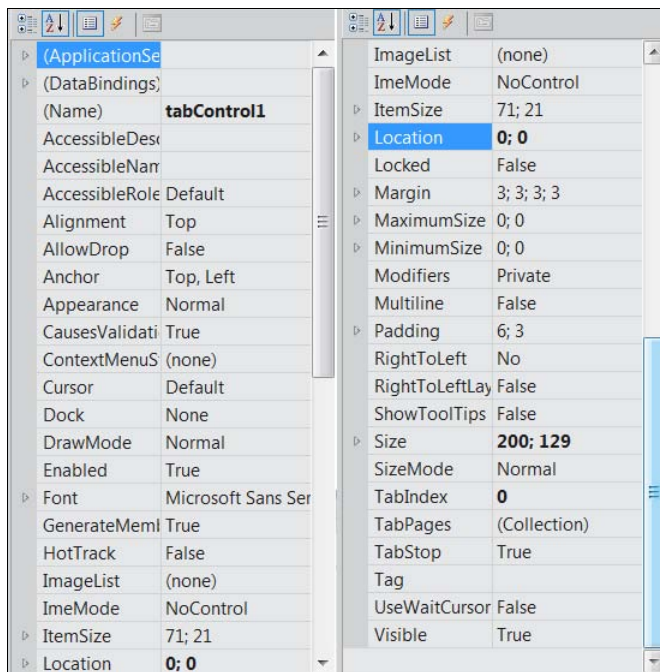 (ApplicationSe
(DataBindings)
(Name) tabControl1
AccessibleDesc
AccessibleNam
AccessibleRole Default
Alignment Top
AllowDrop False
Anchor Top, Left
Appearance Normal
CausesValidati True
ContextMenuS (none)
Cursor Default
Dock None
DrawMode Normal
Enabled True
Font Microsoft Sans Ser
GenerateMeml True
HotTrack False
ImageList (none)
ImeMode NoControl
ItemSize 71; 21
Location 0; 0
ImageList (none)
ImeMode NoControl
ItemSize 71; 21
Location 0; 0
Locked False
Margin 3; 3; 3; 3
MaximumSize 0; 0
MinimumSize 0; 0
Modifiers Private
Multiline False
Padding 6; 3
RightToLeft No
RightToLeftLay False
ShowToolTips False
Size 200; 129
SizeMode Normal
TabIndex 0
TabPages (Collection)
TabStop True
Tag
UseWaitCursor False
Visible True